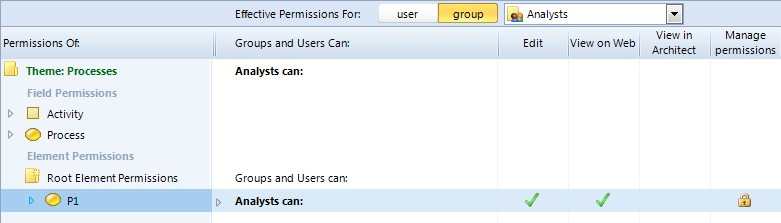 Effective Permissions For: user group Analysts
Permissions Of: Groups and Users Can: Edit View on Web View in Architect Manage permissions
Theme: Processes Analysts can:
Field Permissions
Activity
Process
Element Permissions
Root Element Permissions Groups and Users can:
P1 Analysts can: